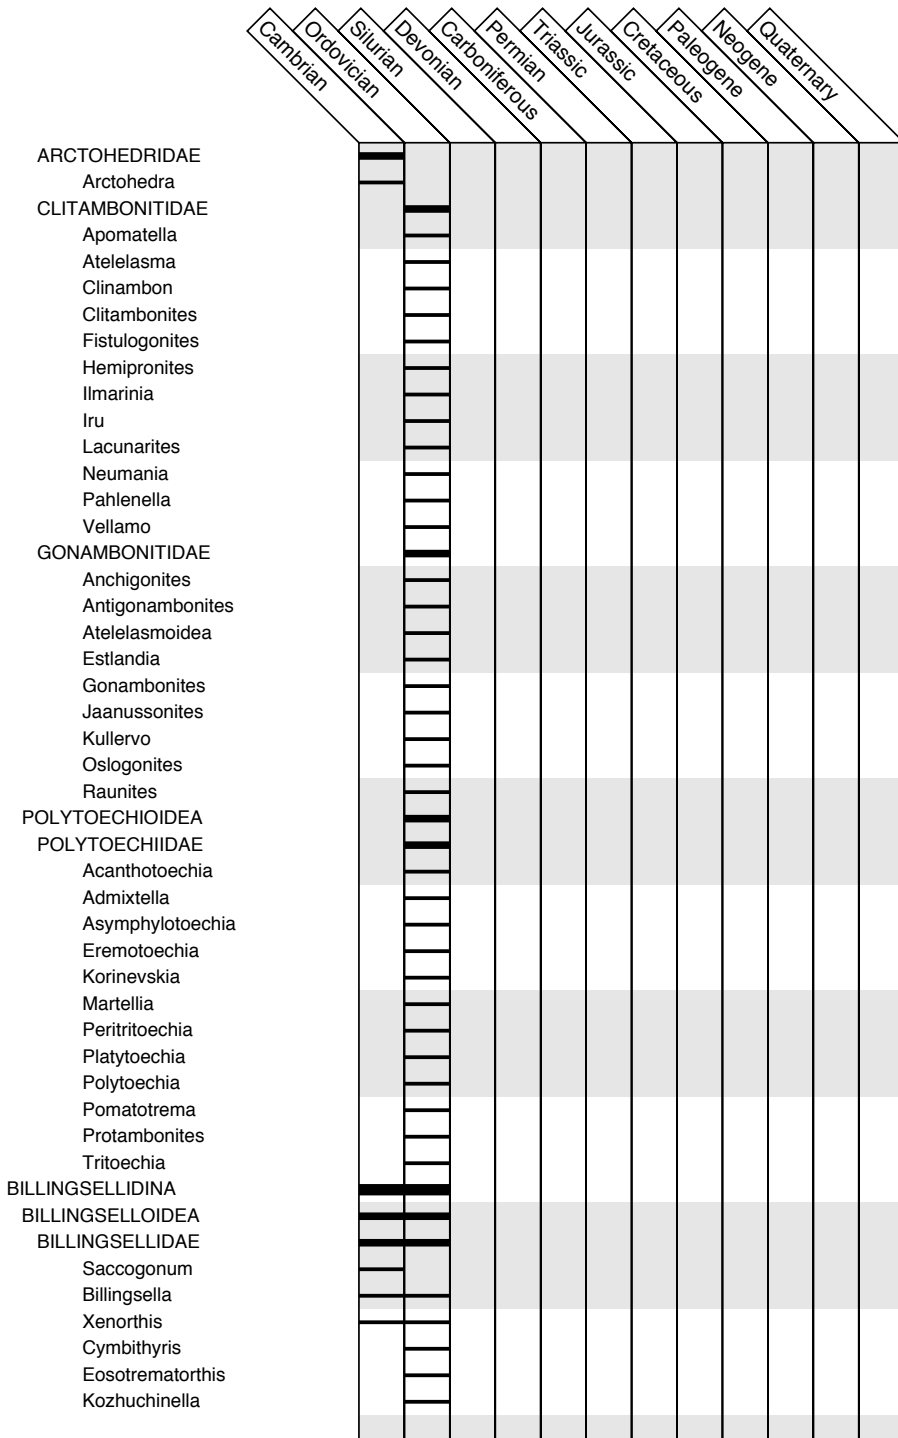 Cambrian
Ordovician
Silurian
Devonian
Carboniferous
Permian
Triassic
Jurassic
Cretaceous
Paleogene
Neogene
Quaternary
ARCTOHEDRIDAE
Arctohedra
CLITAMBONITIDAE
Apomatella
Atelelasma
Clinambon
Clitambonites
Fistulogonites
Hemipronites
Ilmarinia
Iru
Lacunarites
Neumania
Pahlenella
Vellamo
GONAMBONITIDAE
Anchigonites
Antigonambonites
Atelelasmoidea
Estlandia
Gonambonites
Jaanussonites
Kullervo
Oslogonites
Raunites
POLYTOECHIOIDEA
POLYTOECHIIDAE
Acanthotoechia
Admixtella
Asymphylotoechia
Eremotoechia
Korinevskia
Martellia
Peritritoechia
Platytoechia
Polytoechia
Pomatotrema
Protambonites
Tritoechia
BILLINGSELLIDINA
BILLINGSELLOIDEA
BILLINGSELLIDAE
Saccogonum
Billingsella
Xenorthis
Cymbithyris
Eosotrematorthis
Kozhuchinella